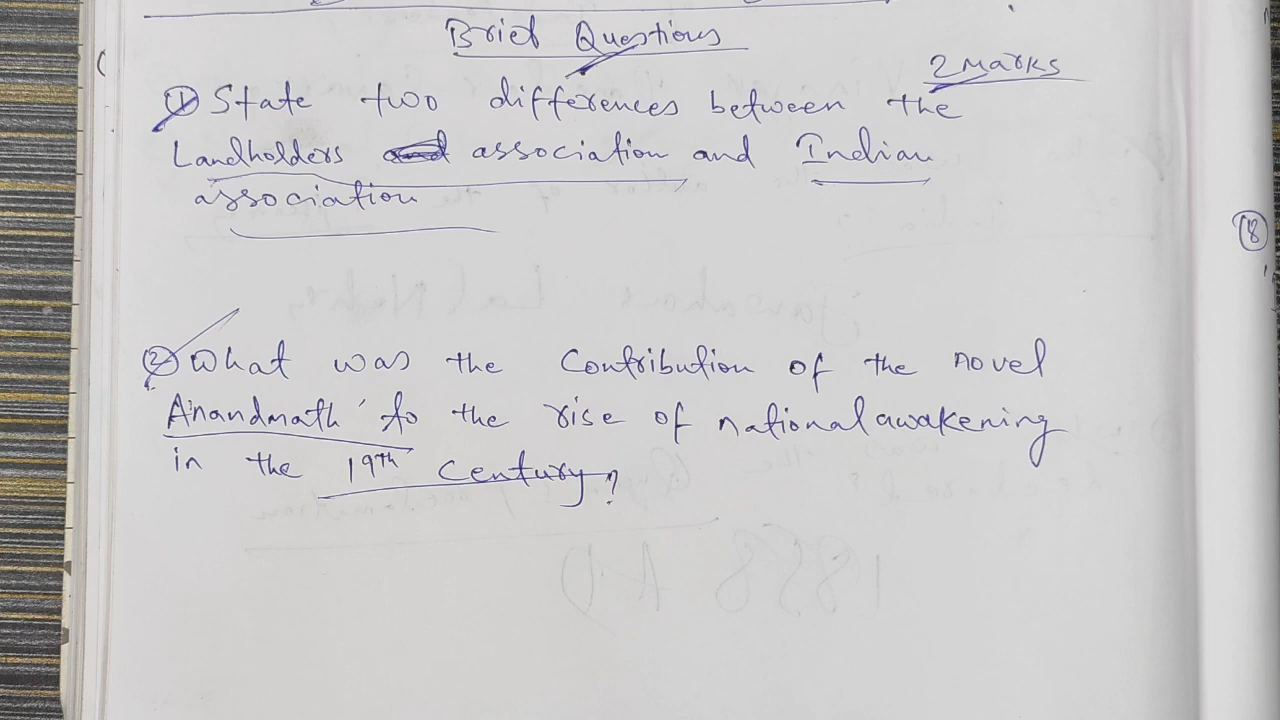 Brief Questions
2 Marks
① State two differences between the
Landholders association and Indian
association
② What was the Contribution of the novel
Anandmath' to the rise of national awakening
in the 19th Century?
18